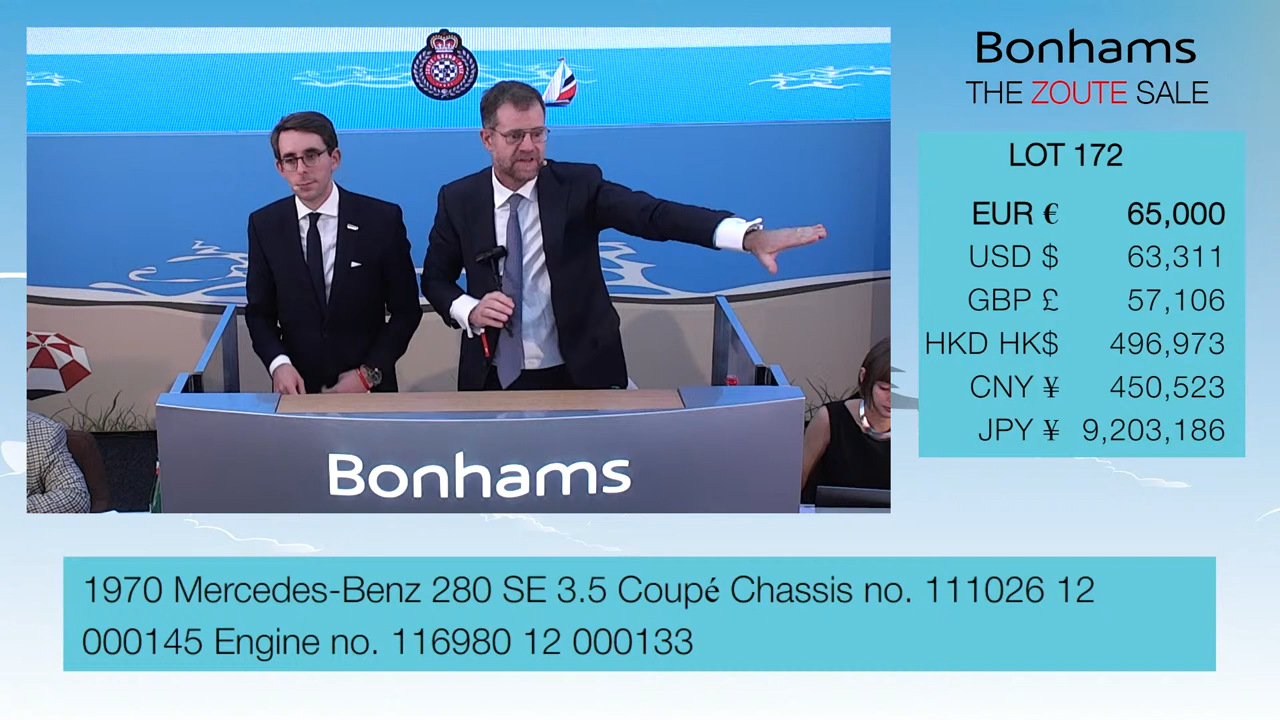 Bonhams
THE ZOUTE SALE
LOT 172
EUR € 65,000
USD $ 63,311
GBP £ 57,106
HKD HK$ 496,973
CNY ¥ 450,523
JPY ¥ 9,203,186
Bonhams
1970 Mercedes-Benz 280 SE 3.5 Coupé Chassis no. 111026 12
000145 Engine no. 116980 12 000133